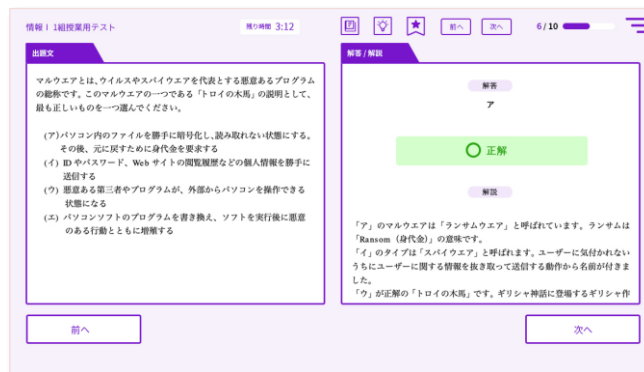 情報Ⅰ 1組授業用テスト
残り時間 3:12
前へ
次へ
6/10
出題文
マルウエアとは、ウイルスやスパイウエアを代表とする悪意あるプログラム
の総称です。このマルウエアの一つである「トロイの木馬」の説明として、
最も正しいものを一つ選んでください。
(ア)パソコン内のファイルを勝手に暗号化し、読み取れない状態にする。
その後、元に戻すために身代金を要求する
(イ) ID やパスワード、Web サイトの閲覧履歴などの個人情報を勝手に
送信する
(ウ) 悪意ある第三者やプログラムが、外部からパソコンを操作できる
状態になる
(エ) パソコンソフトのプログラムを書き換え、ソフトを実行後に悪意
のある行動とともに増殖する
解答/解説
解答
ア
正解
解説
「ア」のマルウエアは「ランサムウエア」と呼ばれています。ランサムは
「Ransom（身代金）」の意味です。
「イ」のタイプは「スパイウエア」と呼ばれます。ユーザーに気付かれない
うちにユーザーに関する情報を抜き取って送信する動作から名前が付きま
した。
「ウ」が正解の「トロイの木馬」です。ギリシャ神話に登場するギリシャ作
前へ
次へ